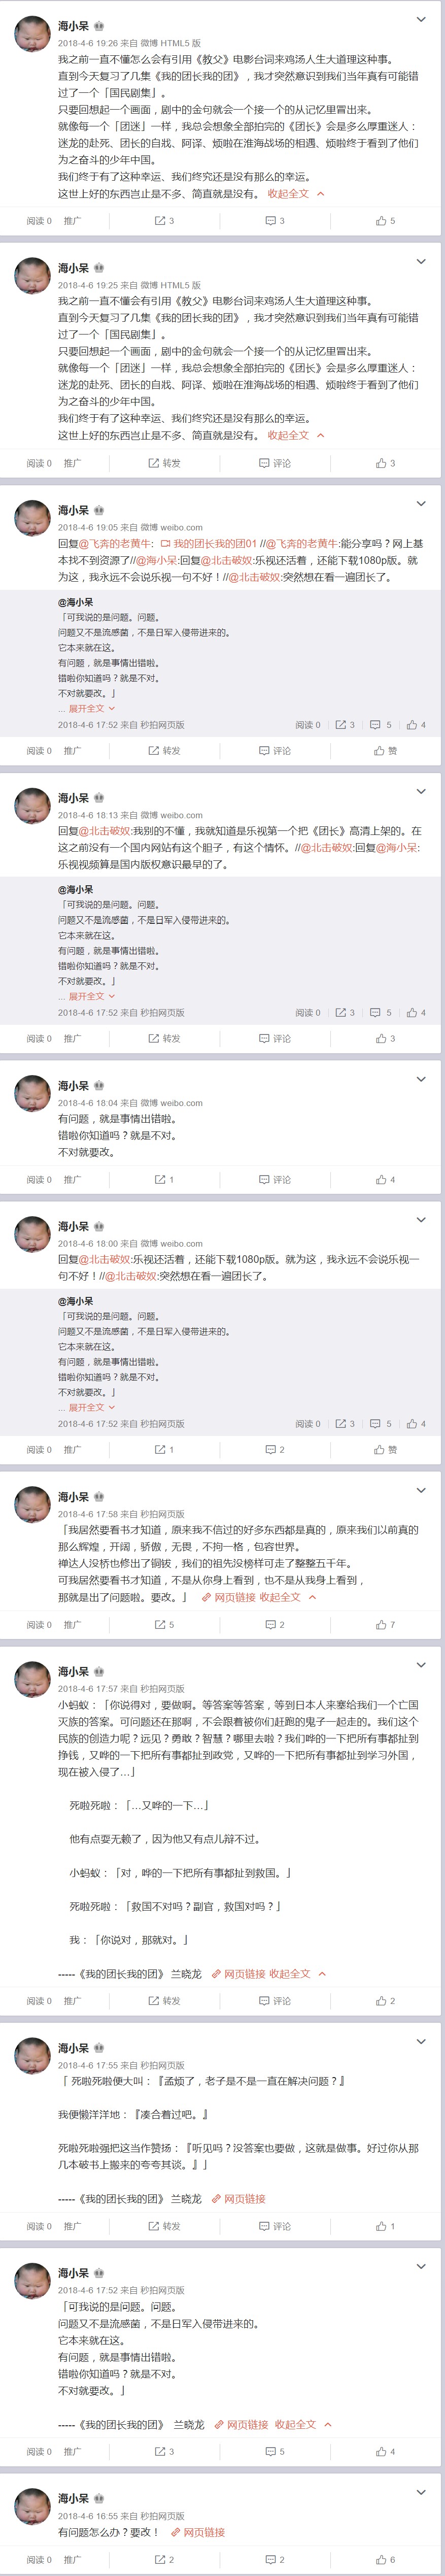 海小呆
2018-4-6 19:26 来自 微博 HTML5 版
我之前一直不懂怎么会有引用《教父》电影台词来鸡汤人生大道理这种事。
直到今天复习了几集《我的团长我的团》，我才突然意识到我们当年真有可能错
过了一个「国民剧集」。
只要回想起一个画面，剧中的金句就会一个接一个的从记忆里冒出来。
就像每一个「团迷」一样，我总会想象全部拍完的《团长》会是多么厚重迷人：
迷龙的赴死、团长的自戕、阿译、烦啦在淮海战场的相遇、烦啦终于看到了他们
为之奋斗的少年中国。
我们终于有了这种幸运、我们终究还是没有那么的幸运。
这世上好的东西岂止是不多、简直就是没有。 收起全文
阅读 0 推广 3 3 5
海小呆
2018-4-6 19:25 来自 微博 HTML5 版
我之前一直不懂会有引用《教父》电影台词来鸡汤人生大道理这种事。
直到今天复习了几集《我的团长我的团》，我才突然意识到我们当年真有可能错
过了一个「国民剧集」。
只要回想起一个画面，剧中的金句就会一个接一个的从记忆里冒出来。
就像每一个「团迷」一样，我总会想象全部拍完的《团长》会是多么厚重迷人：
迷龙的赴死、团长的自戕、阿译、烦啦在淮海战场的相遇、烦啦终于看到了他们
为之奋斗的少年中国。
我们终于有了这种幸运、我们终究还是没有那么的幸运。
这世上好的东西岂止是不多、简直就是没有。 收起全文
阅读 0 推广 转发 评论 3
海小呆
2018-4-6 19:05 来自 微博 weibo.com
回复@飞奔的老黄牛: 我的团长我的团01 //@飞奔的老黄牛:能分享吗？网上基
本找不到资源了//@海小呆:回复@北击破奴:乐视还活着，还能下载1080p版。就
为这，我永远不会说乐视一句不好！//@北击破奴:突然想在看一遍团长了。
@海小呆
「可我说的是问题。问题。
问题又不是流感菌，不是日军入侵带进来的。
它本来就在这。
有问题，就是事情出错啦。
错啦你知道吗？就是不对。
不对就要改。」
... 展开全文
2018-4-6 17:52 来自 秒拍网页版 阅读 0 3 5 4
阅读 0 推广 转发 评论 赞
海小呆
2018-4-6 18:13 来自 微博 weibo.com
回复@北击破奴:我别的不懂，我就知道是乐视第一个把《团长》高清上架的。在
这之前没有一个国内网站有这个胆子，有这个情怀。//@北击破奴:回复@海小呆:
乐视视频算是国内版权意识最早的了。
@海小呆
「可我说的是问题。问题。
问题又不是流感菌，不是日军入侵带进来的。
它本来就在这。
有问题，就是事情出错啦。
错啦你知道吗？就是不对。
不对就要改。」
... 展开全文
2018-4-6 17:52 来自 秒拍网页版 阅读 0 3 5 4
阅读 0 推广 转发 评论 3
海小呆
2018-4-6 18:04 来自 微博 weibo.com
有问题，就是事情出错啦。
错啦你知道吗？就是不对。
不对就要改。
阅读 0 推广 1 评论 4
海小呆
2018-4-6 18:00 来自 微博 weibo.com
回复@北击破奴:乐视还活着，还能下载1080p版。就为这，我永远不会说乐视一
句不好！//@北击破奴:突然想在看一遍团长了。
@海小呆
「可我说的是问题。问题。
问题又不是流感菌，不是日军入侵带进来的。
它本来就在这。
有问题，就是事情出错啦。
错啦你知道吗？就是不对。
不对就要改。」
... 展开全文
2018-4-6 17:52 来自 秒拍网页版 阅读 0 3 5 4
阅读 0 推广 1 2 赞
海小呆
2018-4-6 17:58 来自 秒拍网页版
「我居然要看书才知道，原来我不信过的好多东西都是真的，原来我们以前真的
那么辉煌，开阔，骄傲，无畏，不拘一格，包容世界。
禅达人没桥也修出了铜钹，我们的祖先没榜样可走了整整五千年。
可我居然要看书才知道，不是从你身上看到，也不是从我身上看到，
那就是出了问题啦。要改。」 网页链接 收起全文
阅读 0 推广 5 2 7
海小呆
2018-4-6 17:57 来自 秒拍网页版
小蚂蚁：「你说得对，要做啊。等答案等答案，等到日本人来塞给我们一个亡国
灭族的答案。可问题还在那啊，不会跟着被你们赶跑的鬼子一起走的。我们这个
民族的创造力呢？远见？勇敢？智慧？哪里去啦？我们哗的一下把所有事都扯到
挣钱，又哗的一下把所有事都扯到政党，又哗的一下把所有事都扯到学习外国，
现在被入侵了…」
死啦死啦：「…又哗的一下…」
他有点耍无赖了，因为他又有点儿辩不过。
小蚂蚁：「对，哗的一下把所有事都扯到救国。」
死啦死啦：「救国不对吗？副官，救国对吗？」
我：「你说对，那就对。」
-----《我的团长我的团》 兰晓龙 网页链接 收起全文
阅读 0 推广 转发 评论 2
海小呆
2018-4-6 17:55 来自 秒拍网页版
「 死啦死啦便大叫：『孟烦了，老子是不是一直在解决问题？』
我便懒洋洋地：『凑合着过吧。』
死啦死啦强把这当作赞扬：『听见吗？没答案也要做，这就是做事。好过你从那
几本破书上搬来的夸夸其谈。』」
-----《我的团长我的团》 兰晓龙 网页链接
阅读 0 推广 转发 评论 1
海小呆
2018-4-6 17:52 来自 秒拍网页版
「可我说的是问题。问题。
问题又不是流感菌，不是日军入侵带进来的。
它本来就在这。
有问题，就是事情出错啦。
错啦你知道吗？就是不对。
不对就要改。」
-----《我的团长我的团》 兰晓龙 网页链接 收起全文
阅读 0 推广 3 5 4
海小呆
2018-4-6 16:55 来自 秒拍网页版
有问题怎么办？要改！ 网页链接
阅读 0 推广 2 2 6